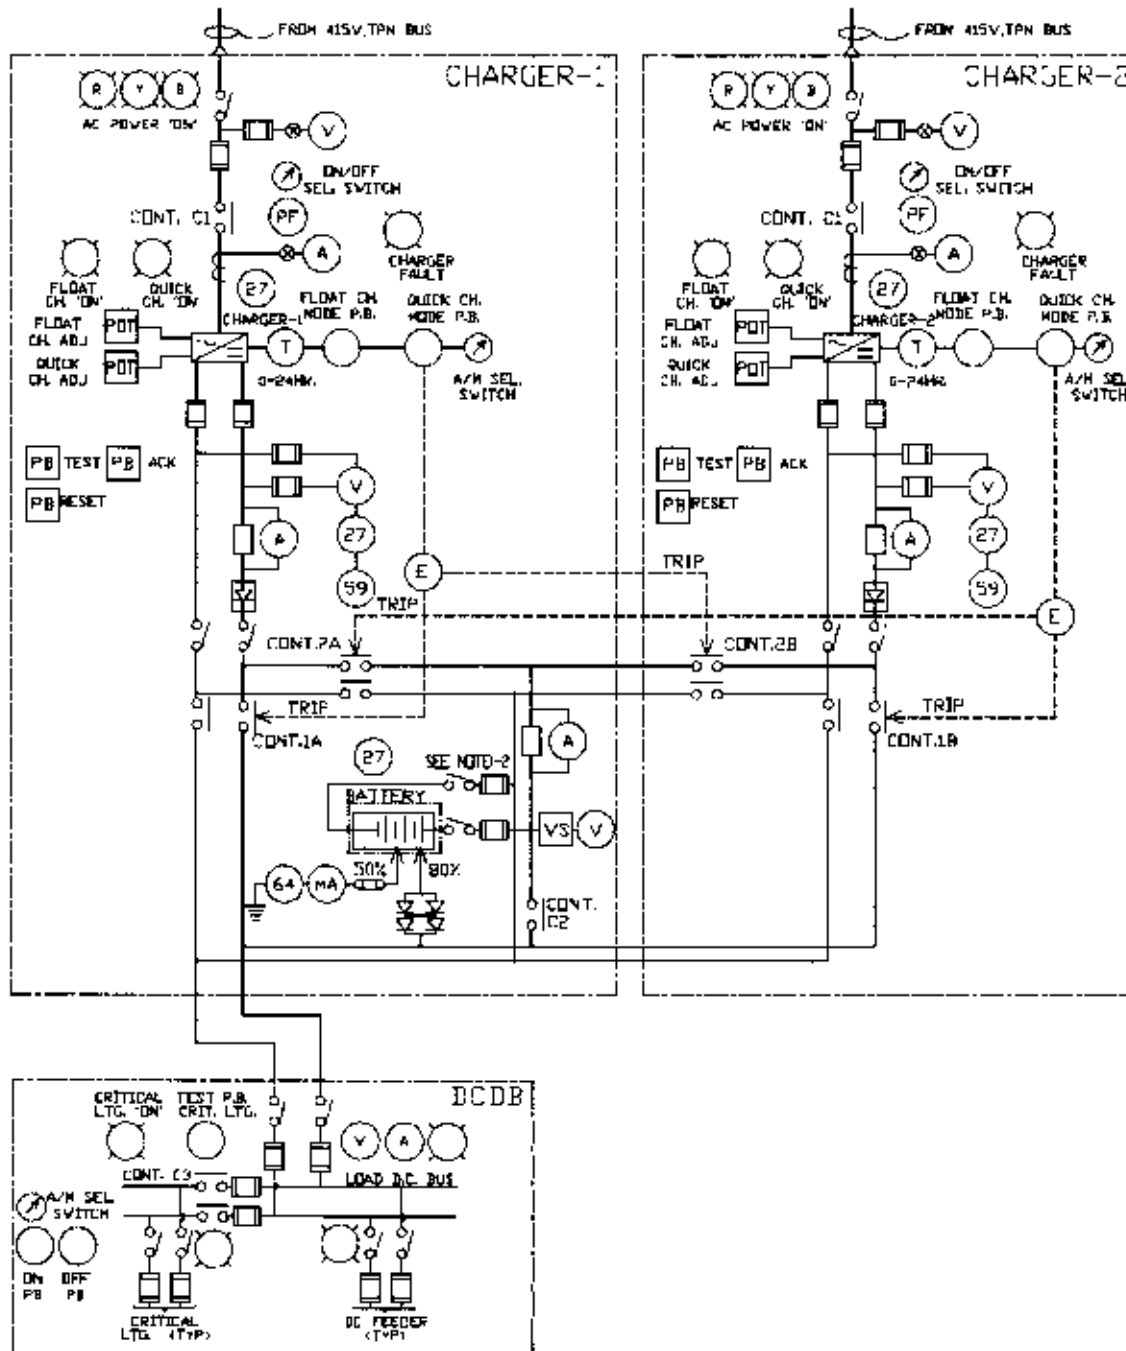 FROM 415V,TPN BUS
FROM 415V,TPN BUS
CHARGER-1
CHARGER-2
R Y B
AC POWER 'ON'
V
ON/OFF
SEL. SWITCH
PF
CONT. C1
A
CHARGER
FAULT
FLOAT
CH. 'ON'
QUICK
CH. 'ON'
27
FLOAT CH.
MODE P.B.
QUICK CH.
MODE P.B.
FLOAT
CH. ADJ
POT
CHARGER-1
T
0-24HR.
QUICK
CH. ADJ
POT
A/M SEL.
SWITCH
PB TEST PB ACK
PB RESET
V
A
27
59
E
R Y B
AC POWER 'ON'
V
ON/OFF
SEL. SWITCH
PF
CONT. C1
A
CHARGER
FAULT
FLOAT
CH. 'ON'
QUICK
CH. 'ON'
27
FLOAT CH.
MODE P.B.
QUICK CH.
MODE P.B.
FLOAT
CH. ADJ
POT
CHARGER-2
T
0-24HR.
QUICK
CH. ADJ
POT
A/M SEL
SWITCH
PB TEST PB ACK
PB RESET
V
A
27
59
E
TRIP
TRIP
CONT.2A
CONT.2B
TRIP
CONT.1A
TRIP
CONT.1B
27
SEE NOTE-2
A
BATTERY
VS V
50%
80%
64 MA
CONT.
C2
DCDB
CRITICAL
LTG. 'ON'
TEST P.B.
CRIT. LTG.
V A
CONT. C3
LOAD D.C. BUS
A/M SEL
SWITCH
ON
PB
OFF
PB
CRITICAL
LTG. (TYP)
DC FEEDER
(TYP)